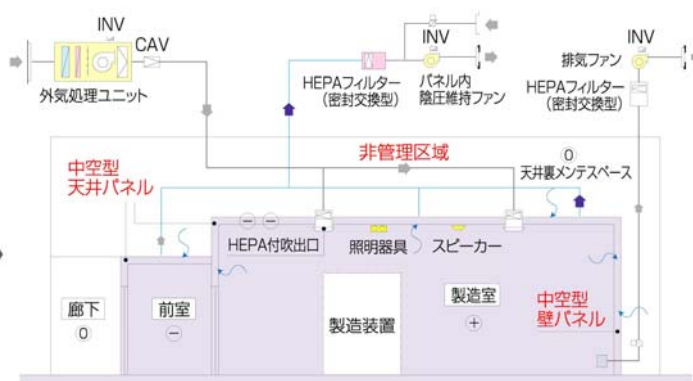 INV
CAV
外気処理ユニット
HEPAフィルター
(密封交換型)
INV
パネル内
陰圧維持ファン
INV
排気ファン
HEPAフィルター
(密封交換型)
中空型
天井パネル
非管理区域
0
天井裏メンテスペース
⊖ ⊖
HEPA付吹出口
照明器具
スピーカー
廊下
0
前室
⊖
製造装置
製造室
⊕
中空型
壁パネル